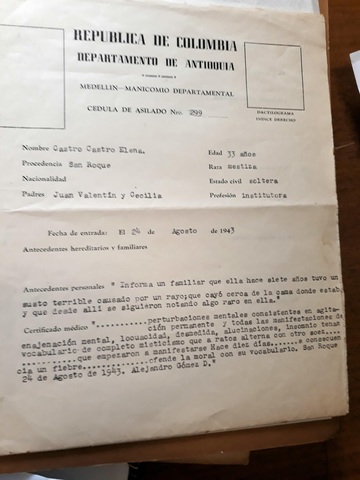 REPUBLICA DE COLOMBIA
DEPARTAMENTO DE ANTIOQUIA
MEDELLIN—MANICOMIO DEPARTAMENTAL
CEDULA DE ASILADO Nro. 299
DACTILOGRAMA
INDICE DERECHO
Nombre Castro Castro Elena.
Edad 33 años
Procedencia San Roque
Raza mestiza
Nacionalidad
Estado civil soltera
Padres Juan Valentín y Cecilia
Profesión institutora
Fecha de entrada: El 24 de Agosto de 1943
Antecedentes hereditarios y familiares
Antecedentes personales " Informa un familiar que ella hace siete años tuvo un
susto terrible causado por un rayo; que cayó cerca de la cama donde estab
y que desde allí se siguieron notando algo raro en ella."
Certificado médico "..........perturbaciones mentales consistentes en agita-
ción permanente y todas las manifestaciones de
enajenación mental, locuacidad, desmedida, alucinaciones, insomnio tenaz
vocabulario de completo misticismo que a ratos alterna con otro
...........que empezaron a manifestarse Hace diez días......a consecuen
cia un fiebre..............ofende la moral con su vocabulario. San Roque
24 de Agosto de 1943. Alejandro Gómez D."